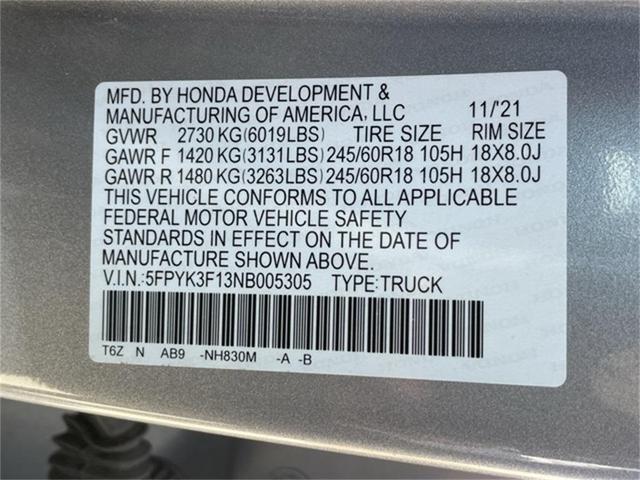 MFD. BY HONDA DEVELOPMENT &
MANUFACTURING OF AMERICA, LLC 11/'21
GVWR 2730 KG(6019LBS) TIRE SIZE RIM SIZE
GAWR F 1420 KG(3131LBS) 245/60R18 105H 18X8.0J
GAWR R 1480 KG(3263LBS) 245/60R18 105H 18X8.0J
THIS VEHICLE CONFORMS TO ALL APPLICABLE
FEDERAL MOTOR VEHICLE SAFETY
STANDARDS IN EFFECT ON THE DATE OF
MANUFACTURE SHOWN ABOVE.
V.I.N.:5FPYK3F13NB005305 TYPE:TRUCK
T6Z N AB9 -NH830M -A -B